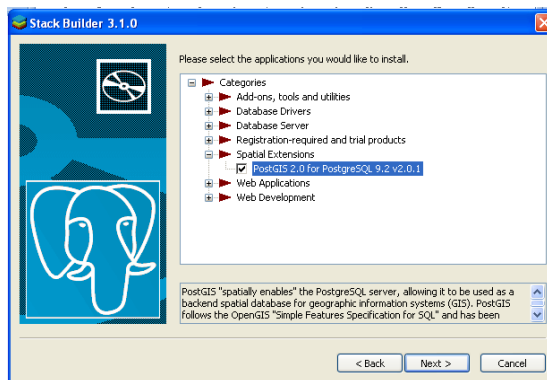 Stack Builder 3.1.0
Please select the applications you would like to install.
Categories
Add-ons, tools and utilities
Database Drivers
Database Server
Registration-required and trial products
Spatial Extensions
PostGIS 2.0 for PostgreSQL 9.2 v2.0.1
Web Applications
Web Development
PostGIS "spatially enables" the PostgreSQL server, allowing it to be used as a
backend spatial database for geographic information systems (GIS). PostGIS
follows the OpenGIS "Simple Features Specification for SQL" and has been
< Back Next > Cancel